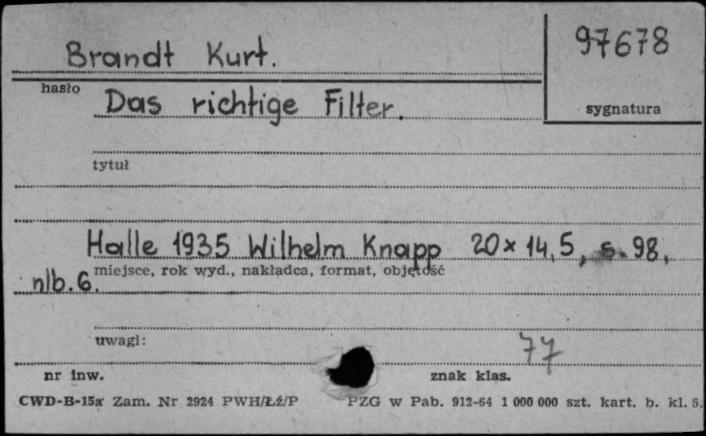 97678
Brandt Kurt.
hasło
Das richtige Filter.
sygnatura
tytuł
Halle 1935 Wilhelm Knapp 20 x 14,5, s. 98,
miejsce, rok wyd., nakładca, format, objętość
nlb. 6.
uwagi:
77
nr inw.
znak klas.
CWD-B-15x Zam. Nr 2924 PWH/ŁŹ/P PZG w Pab. 912-64 1 000 000 szt. kart. b. kl. 5.